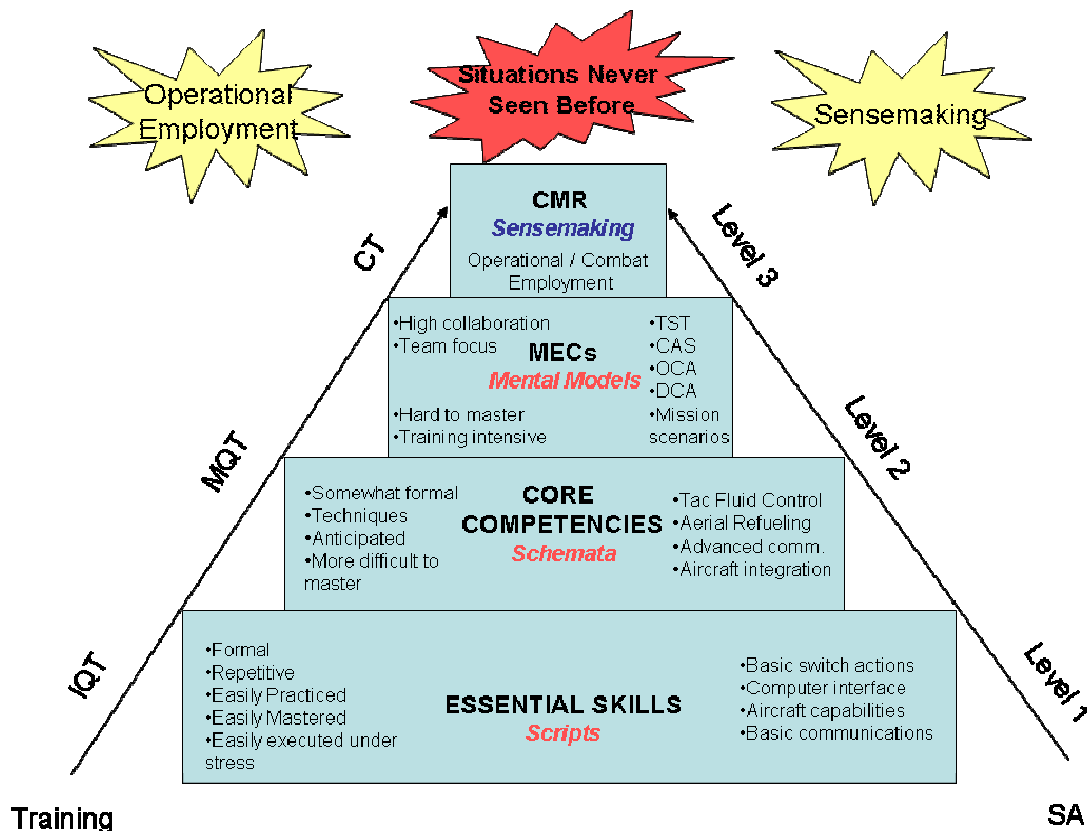 Operational
Employment
Situations Never
Seen Before
Sensemaking
CMR
Sensemaking
Operational / Combat
Employment
CT
Level 3
•High collaboration
•Team focus
MECs
Mental Models
•Hard to master
•Training intensive
•TST
•CAS
•OCA
•DCA
•Mission
scenarios
MQT
Level 2
•Somewhat formal
•Techniques
•Anticipated
•More difficult to
master
CORE
COMPETENCIES
Schemata
•Tac Fluid Control
•Aerial Refueling
•Advanced comm.
•Aircraft integration
IQT
Level 1
•Formal
•Repetitive
•Easily Practiced
•Easily Mastered
•Easily executed under
stress
ESSENTIAL SKILLS
Scripts
•Basic switch actions
•Computer interface
•Aircraft capabilities
•Basic communications
Training
SA